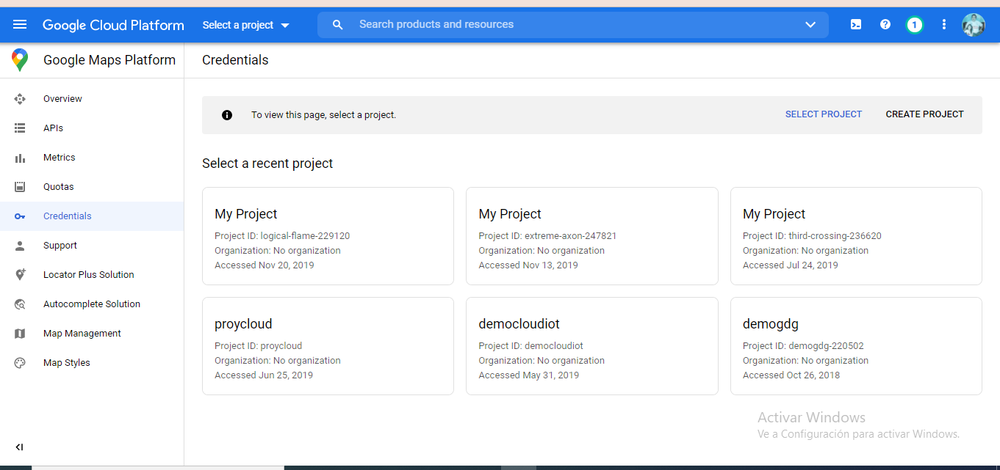 Google Cloud Platform
Select a project
Search products and resources
1
Google Maps Platform
Credentials
Overview
APIs
Metrics
Quotas
Credentials
Support
Locator Plus Solution
Autocomplete Solution
Map Management
Map Styles
To view this page, select a project.
SELECT PROJECT
CREATE PROJECT
Select a recent project
My Project
Project ID: logical-flame-229120
Organization: No organization
Accessed Nov 20, 2019
My Project
Project ID: extreme-axon-247821
Organization: No organization
Accessed Nov 13, 2019
My Project
Project ID: third-crossing-236620
Organization: No organization
Accessed Jul 24, 2019
proycloud
Project ID: proycloud
Organization: No organization
Accessed Jun 25, 2019
democloudiot
Project ID: democloudiot
Organization: No organization
Accessed May 31, 2019
demogdg
Project ID: demogdg-220502
Organization: No organization
Accessed Oct 26, 2018
Activar Windows
Ve a Configuración para activar Windows.